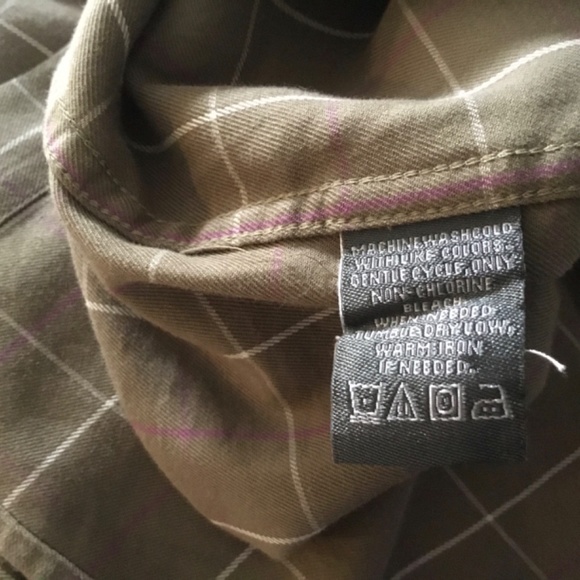 MACHINE WASH COLD
WITH LIKE COLORS.
GENTLE CYCLE, ONLY
NON-CHLORINE
BLEACH
WHEN NEEDED.
TUMBLE DRY LOW.
WARM IRON
IF NEEDED.